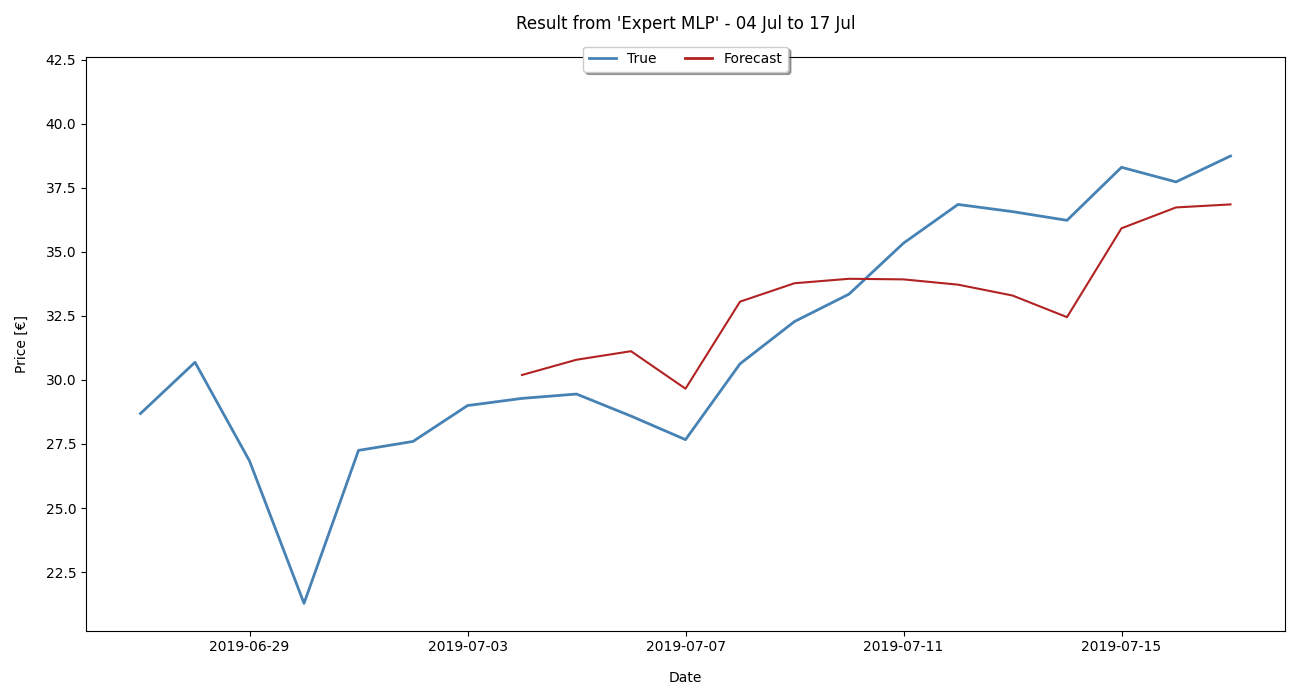 Result from 'Expert MLP' - 04 Jul to 17 Jul
True Forecast
42.5
40.0
37.5
35.0
32.5
30.0
27.5
25.0
22.5
Price [€]
2019-06-29 2019-07-03 2019-07-07 2019-07-11 2019-07-15
Date